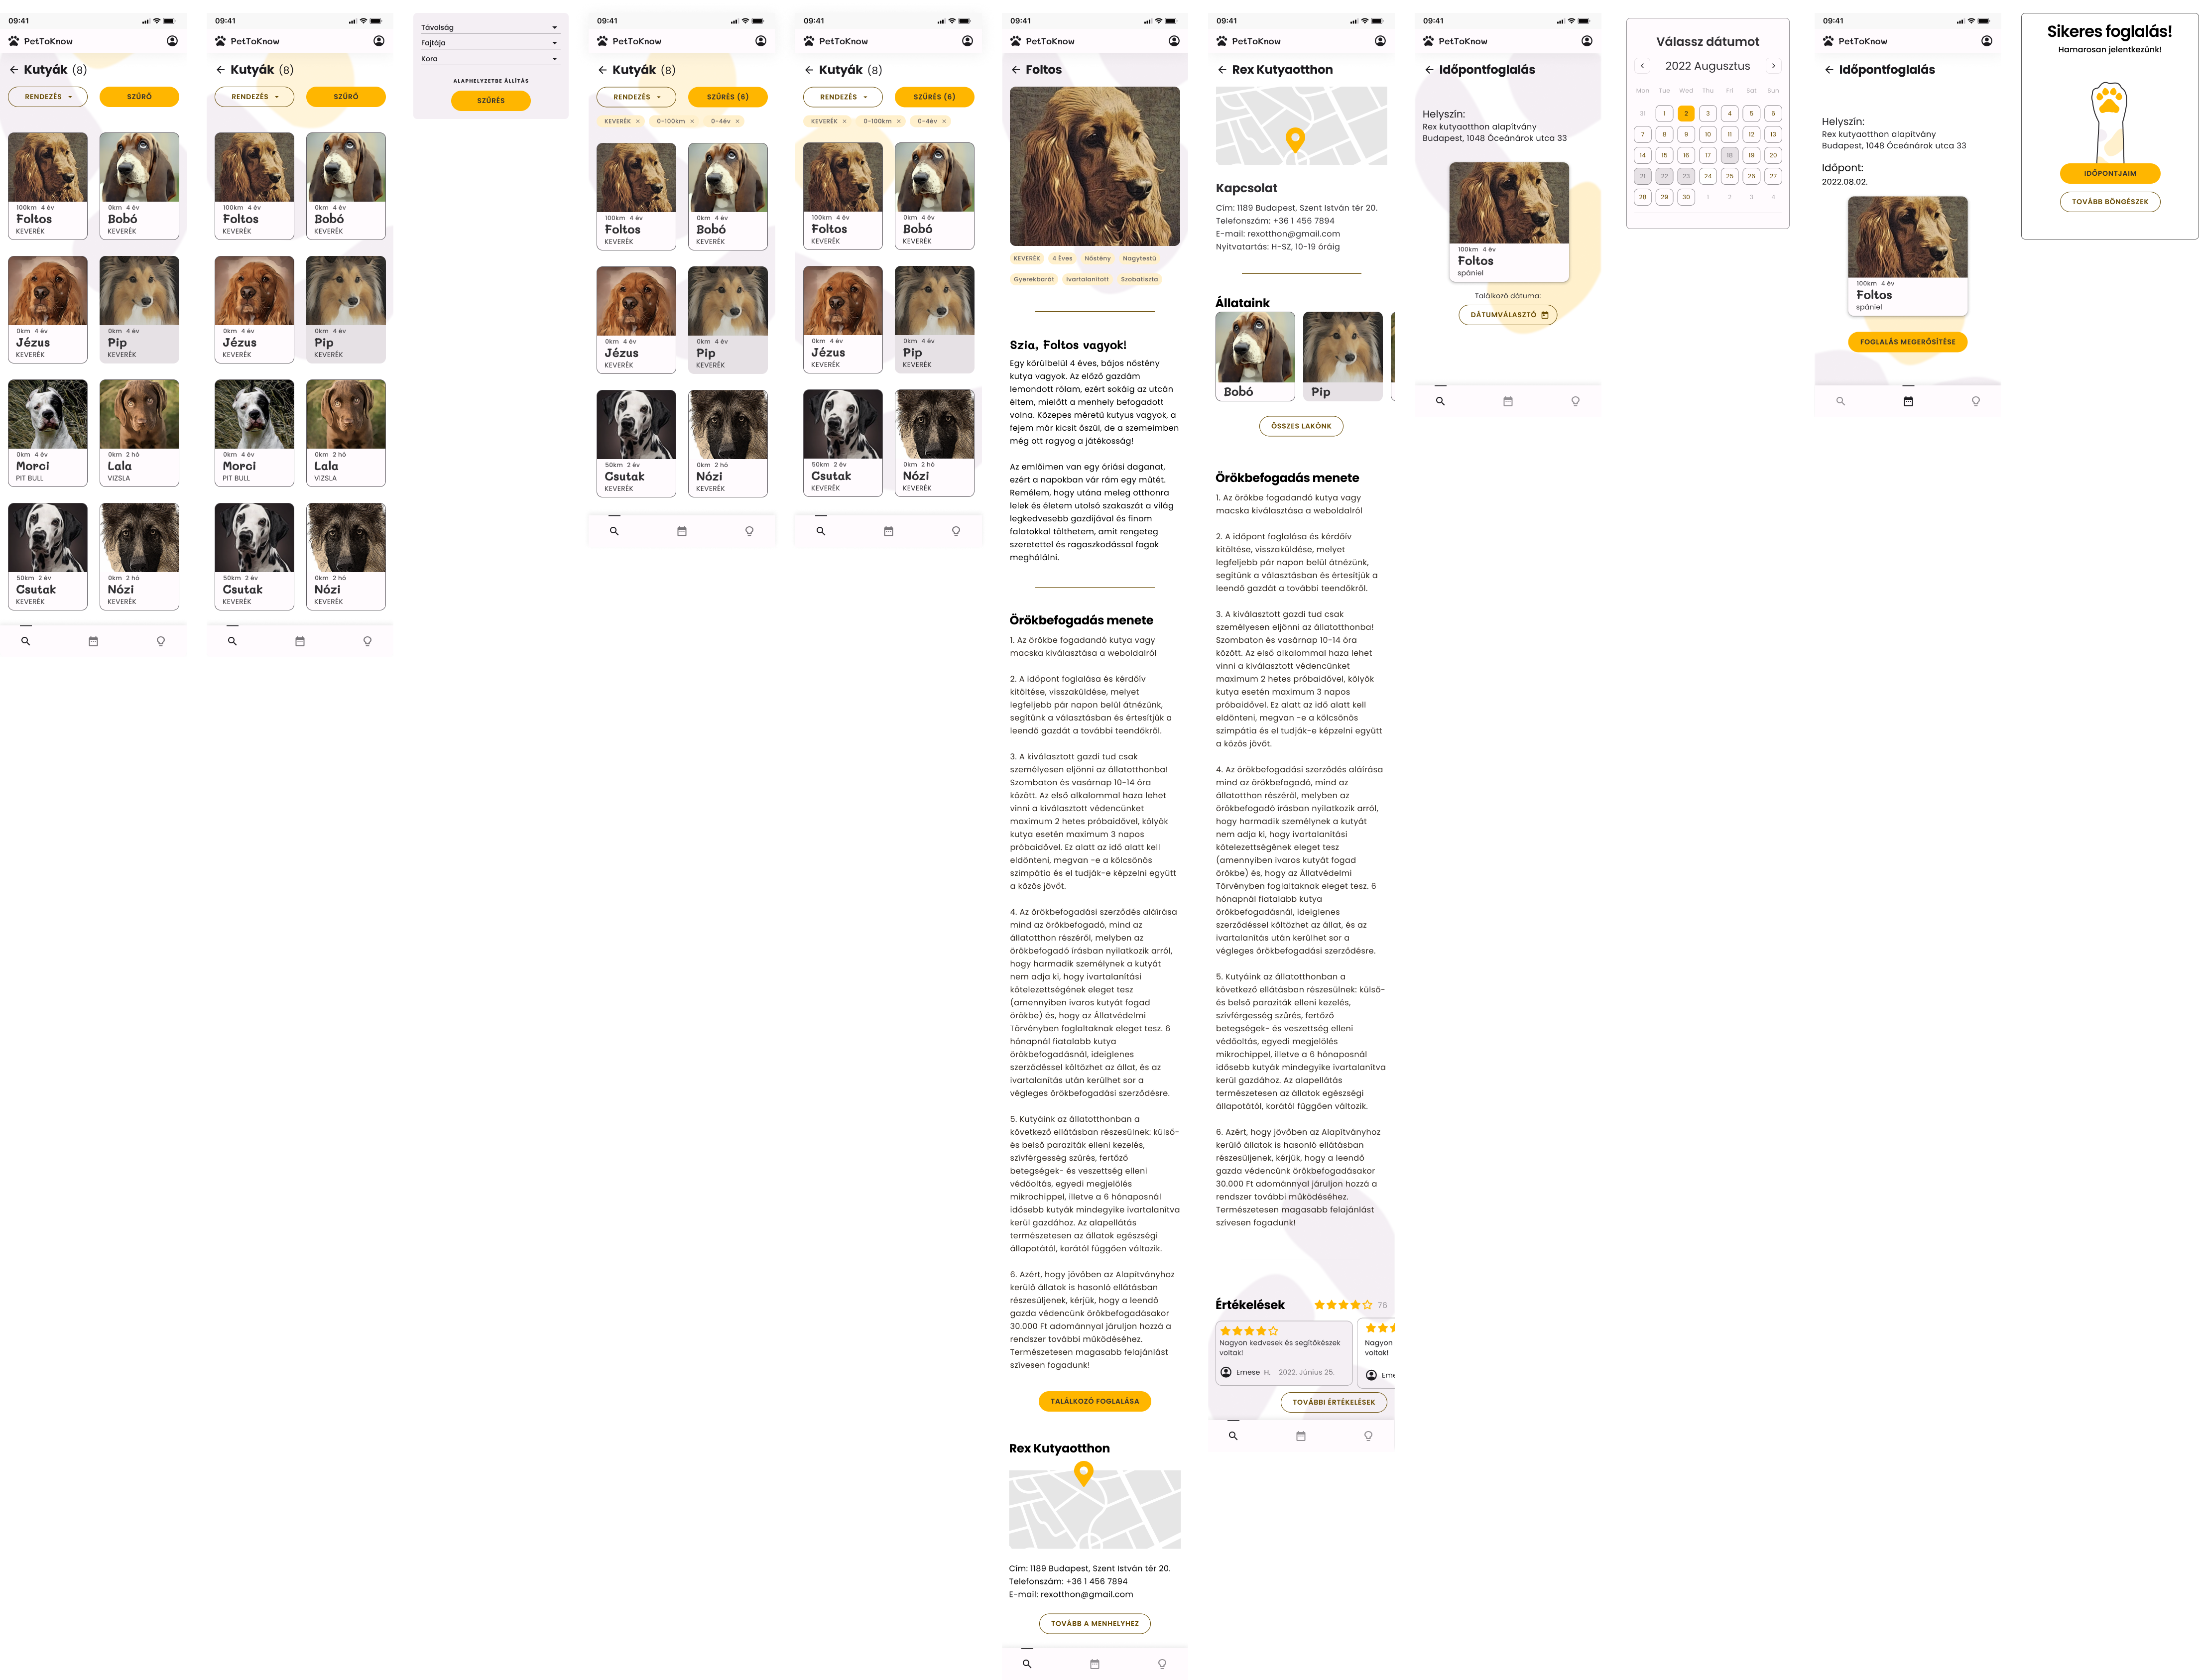 09:41
PetToKnow
Kutyák (8)
RENDEZÉS
SZŰRŐ
100km 4 év
Foltos
KEVERÉK
0km 4 év
Bobó
KEVERÉK
0km 4 év
Jézus
KEVERÉK
0km 4 év
Pip
KEVERÉK
0km 4 év
Morci
PIT BULL
0km 2 hó
Lala
VIZSLA
50km 2 év
Csutak
KEVERÉK
0km 2 hó
Nózi
KEVERÉK
09:41
PetToKnow
Kutyák (8)
RENDEZÉS
SZŰRŐ
100km 4 év
Foltos
KEVERÉK
0km 4 év
Bobó
KEVERÉK
0km 4 év
Jézus
KEVERÉK
0km 4 év
Pip
KEVERÉK
0km 4 év
Morci
PIT BULL
0km 2 hó
Lala
VIZSLA
50km 2 év
Csutak
KEVERÉK
0km 2 hó
Nózi
KEVERÉK
Távolság
Fajtája
Kora
ALAPHELYZETBE ÁLLÍTÁS
SZŰRÉS
09:41
PetToKnow
Kutyák (8)
RENDEZÉS
SZŰRÉS (6)
KEVERÉK × 0-100km × 0-4év ×
100km 4 év
Foltos
KEVERÉK
0km 4 év
Bobó
KEVERÉK
0km 4 év
Jézus
KEVERÉK
0km 4 év
Pip
KEVERÉK
50km 2 év
Csutak
KEVERÉK
0km 2 hó
Nózi
KEVERÉK
09:41
PetToKnow
Kutyák (8)
RENDEZÉS
SZŰRÉS (6)
KEVERÉK × 0-100km × 0-4év ×
100km 4 év
Foltos
KEVERÉK
0km 4 év
Bobó
KEVERÉK
0km 4 év
Jézus
KEVERÉK
0km 4 év
Pip
KEVERÉK
50km 2 év
Csutak
KEVERÉK
0km 2 hó
Nózi
KEVERÉK
09:41
PetToKnow
Foltos
KEVERÉK 4 Éves Nőstény Nagytestű
Gyerekbarát Ivartalanított Szobatiszta
Szia, Foltos vagyok!
Egy körülbelül 4 éves, bájos nőstény
kutya vagyok. Az előző gazdám
lemondott rólam, ezért sokáig az utcán
éltem, mielőtt a menhely befogadott
volna. Közepes méretű kutyus vagyok, a
fejem már kicsit őszül, de a szemeimben
még ott ragyog a játékosság!
Az emlőimen van egy óriási daganat,
ezért a napokban vár rám egy műtét.
Remélem, hogy utána meleg otthonra
lelek és életem utolsó szakaszát a világ
legkedvesebb gazdijával és finom
falatokkal tölthetem, amit rengeteg
szeretettel és ragaszkodással fogok
meghálálni.
Örökbefogadás menete
1. Az örökbe fogadandó kutya vagy
macska kiválasztása a weboldalról
2. A időpont foglalása és kérdőív
kitöltése, visszaküldése, melyet
legfeljebb pár napon belül átnézünk,
segítünk a választásban és értesítjük a
leendő gazdát a további teendőkről.
3. A kiválasztott gazdi tud csak
személyesen eljönni az állatotthonba!
Szombaton és vasárnap 10-14 óra
között. Az első alkalommal haza lehet
vinni a kiválasztott védencünket
maximum 2 hetes próbaidővel, kölyök
kutya esetén maximum 3 napos
próbaidővel. Ez alatt az idő alatt kell
eldönteni, megvan -e a kölcsönös
szimpátia és el tudják-e képzelni együtt
a közös jövőt.
4. Az örökbefogadási szerződés aláírása
mind az örökbefogadó, mind az
állatotthon részéről, melyben az
örökbefogadó írásban nyilatkozik arról,
hogy harmadik személynek a kutyát
nem adja ki, hogy ivartalanítási
kötelezettségének eleget tesz
(amennyiben ivaros kutyát fogad
örökbe) és, hogy az Állatvédelmi
Törvényben foglaltaknak eleget tesz. 6
hónapnál fiatalabb kutya
örökbefogadásnál, ideiglenes
szerződéssel költözhet az állat, és az
ivartalanítás után kerülhet sor a
végleges örökbefogadási szerződésre.
5. Kutyáink az állatotthonban a
következő ellátásban részesülnek: külső-
és belső paraziták elleni kezelés,
szívférgesség szűrés, fertőző
betegségek- és veszettség elleni
védőoltás, egyedi megjelölés
mikrochippel, illetve a 6 hónaposnál
idősebb kutyák mindegyike ivartalanítva
kerül gazdához. Az alapellátás
természetesen az állatok egészségi
állapotától, korától függően változik.
6. Azért, hogy jövőben az Alapítványhoz
kerülő állatok is hasonló ellátásban
részesüljenek, kérjük, hogy a leendő
gazda védencünk örökbefogadásakor
30.000 Ft adománnyal járuljon hozzá a
rendszer további működéséhez.
Természetesen magasabb felajánlást
szívesen fogadunk!
TALÁLKOZÓ FOGLALÁSA
Rex Kutyaotthon
Cím: 1189 Budapest, Szent István tér 20.
Telefonszám: +36 1 456 7894
E-mail: rexotthon@gmail.com
TOVÁBB A MENHELYHEZ
09:41
PetToKnow
Rex Kutyaotthon
Kapcsolat
Cím: 1189 Budapest, Szent István tér 20.
Telefonszám: +36 1 456 7894
E-mail: rexotthon@gmail.com
Nyitvatartás: H-SZ, 10-19 óráig
Állataink
Bobó
Pip
ÖSSZES LAKÓNK
Örökbefogadás menete
1. Az örökbe fogadandó kutya vagy
macska kiválasztása a weboldalról
2. A időpont foglalása és kérdőív
kitöltése, visszaküldése, melyet
legfeljebb pár napon belül átnézünk,
segítünk a választásban és értesítjük a
leendő gazdát a további teendőkről.
3. A kiválasztott gazdi tud csak
személyesen eljönni az állatotthonba!
Szombaton és vasárnap 10-14 óra
között. Az első alkalommal haza lehet
vinni a kiválasztott védencünket
maximum 2 hetes próbaidővel, kölyök
kutya esetén maximum 3 napos
próbaidővel. Ez alatt az idő alatt kell
eldönteni, megvan -e a kölcsönös
szimpátia és el tudják-e képzelni együtt
a közös jövőt.
4. Az örökbefogadási szerződés aláírása
mind az örökbefogadó, mind az
állatotthon részéről, melyben az
örökbefogadó írásban nyilatkozik arról,
hogy harmadik személynek a kutyát
nem adja ki, hogy ivartalanítási
kötelezettségének eleget tesz
(amennyiben ivaros kutyát fogad
örökbe) és, hogy az Állatvédelmi
Törvényben foglaltaknak eleget tesz. 6
hónapnál fiatalabb kutya
örökbefogadásnál, ideiglenes
szerződéssel költözhet az állat, és az
ivartalanítás után kerülhet sor a
végleges örökbefogadási szerződésre.
5. Kutyáink az állatotthonban a
következő ellátásban részesülnek: külső-
és belső paraziták elleni kezelés,
szívférgesség szűrés, fertőző
betegségek- és veszettség elleni
védőoltás, egyedi megjelölés
mikrochippel, illetve a 6 hónaposnál
idősebb kutyák mindegyike ivartalanítva
kerül gazdához. Az alapellátás
természetesen az állatok egészségi
állapotától, korától függően változik.
6. Azért, hogy jövőben az Alapítványhoz
kerülő állatok is hasonló ellátásban
részesüljenek, kérjük, hogy a leendő
gazda védencünk örökbefogadásakor
30.000 Ft adománnyal járuljon hozzá a
rendszer további működéséhez.
Természetesen magasabb felajánlást
szívesen fogadunk!
Értékelések 76
Nagyon kedvesek és segítőkészek
voltak!
Emese H. 2022. Június 25.
Nagyon
voltak!
Eme
TOVÁBBI ÉRTÉKELÉSEK
09:41
PetToKnow
Időpontfoglalás
Helyszín:
Rex kutyaotthon alapítvány
Budapest, 1048 Óceánárok utca 33
100km 4 év
Foltos
spániel
Találkozó dátuma:
DÁTUMVÁLASZTÓ
Válassz dátumot
2022 Augusztus
Mon Tue Wed Thu Fri Sat Sun
31 1 2 3 4 5 6
7 8 9 10 11 12 13
14 15 16 17 18 19 20
21 22 23 24 25 26 27
28 29 30 1 2 3 4
09:41
PetToKnow
Időpontfoglalás
Helyszín:
Rex kutyaotthon alapítvány
Budapest, 1048 Óceánárok utca 33
Időpont:
2022.08.02.
100km 4 év
Foltos
spániel
FOGLALÁS MEGERŐSÍTÉSE
Sikeres foglalás!
Hamarosan jelentkezünk!
IDŐPONTJAIM
TOVÁBB BÖNGÉSZEK